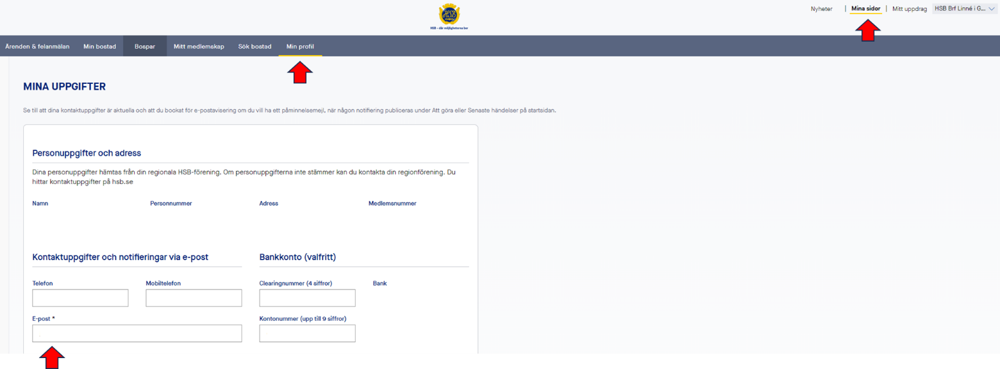 HSB
HSB – där möjligheterna bor
Nyheter | Mina sidor | Mitt uppdrag HSB Brf Linné i G...
Ärenden & felanmälan Min bostad Bospar Mitt medlemskap Sök bostad Min profil
MINA UPPGIFTER
Se till att dina kontaktuppgifter är aktuella och att du bookat för e-postavisering om du vill ha ett påminnelsemejl, när någon notifiering publiceras under Att göra eller Senaste händelser på startsidan.
Personuppgifter och adress
Dina personuppgifter hämtas från din regionala HSB-förening. Om personuppgifterna inte stämmer kan du kontakta din regionförening. Du
hittar kontaktuppgifter på hsb.se
Namn Personnummer Adress Medlemsnummer
Kontaktuppgifter och notifieringar via e-post Bankkonto (valfritt)
Telefon Mobiltelefon Clearingnummer (4 siffror) Bank
E-post * Kontonummer (upp till 9 siffror)